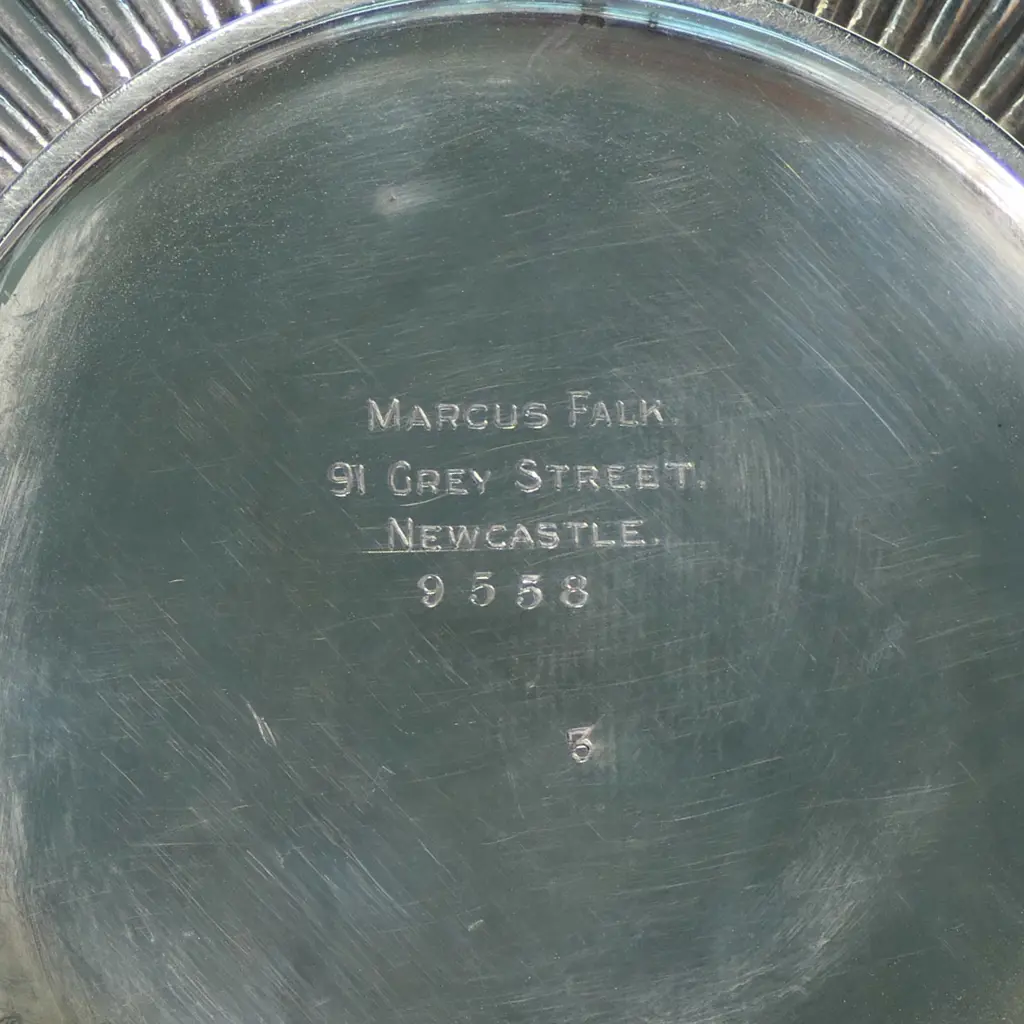 MARCUS FALK.
91 GREY STREET.
NEWCASTLE.
9558
3